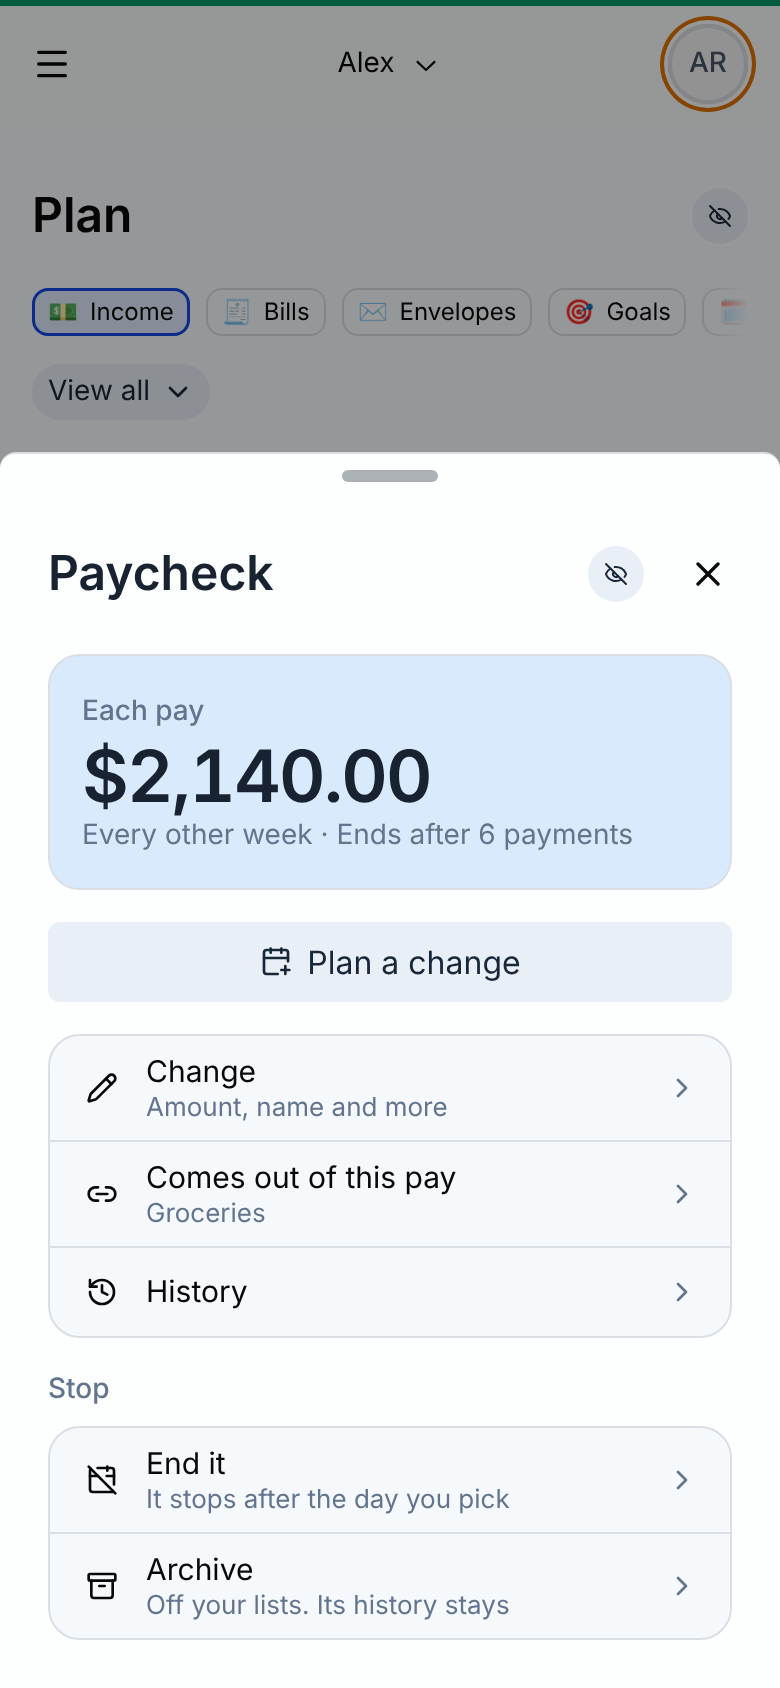 Alex
AR
Plan
Income
Bills
Envelopes
Goals
View all
Paycheck
Each pay
$2,140.00
Every other week · Ends after 6 payments
Plan a change
Change
Amount, name and more
Comes out of this pay
Groceries
History
Stop
End it
It stops after the day you pick
Archive
Off your lists. Its history stays